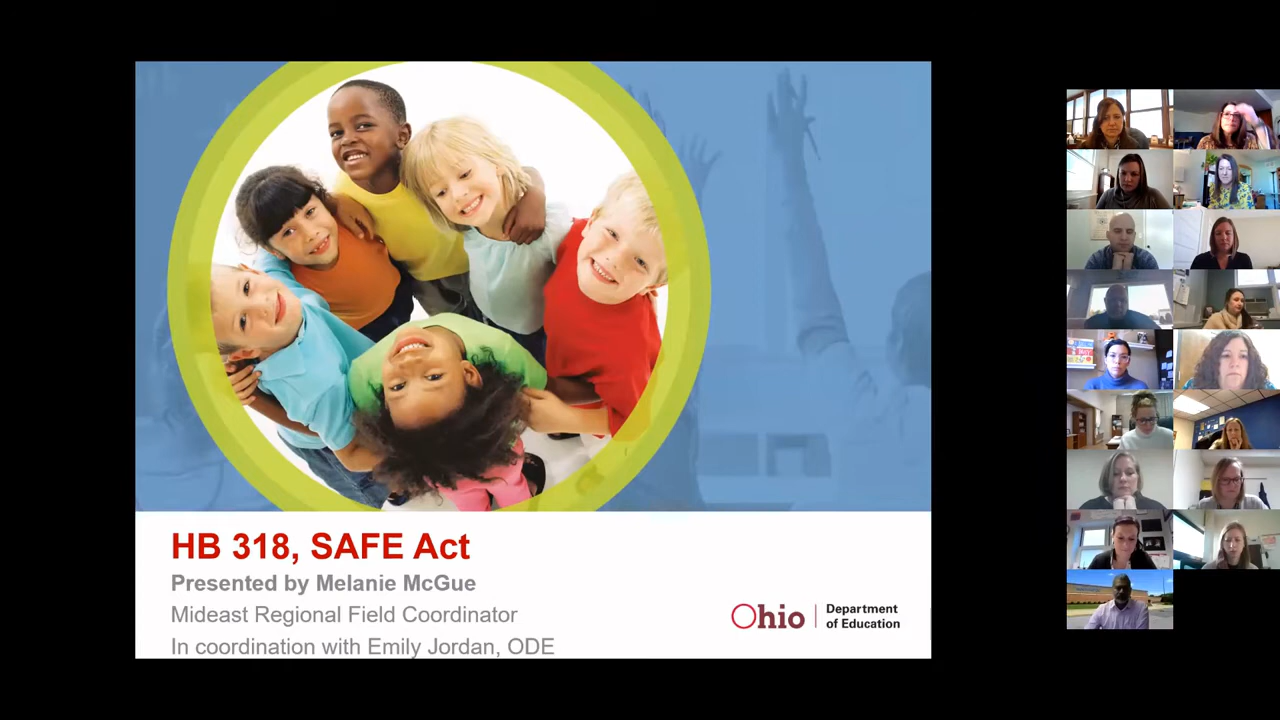 HB 318, SAFE Act
Presented by Melanie McGue
Mideast Regional Field Coordinator
In coordination with Emily Jordan, ODE
Ohio
Department
of Education